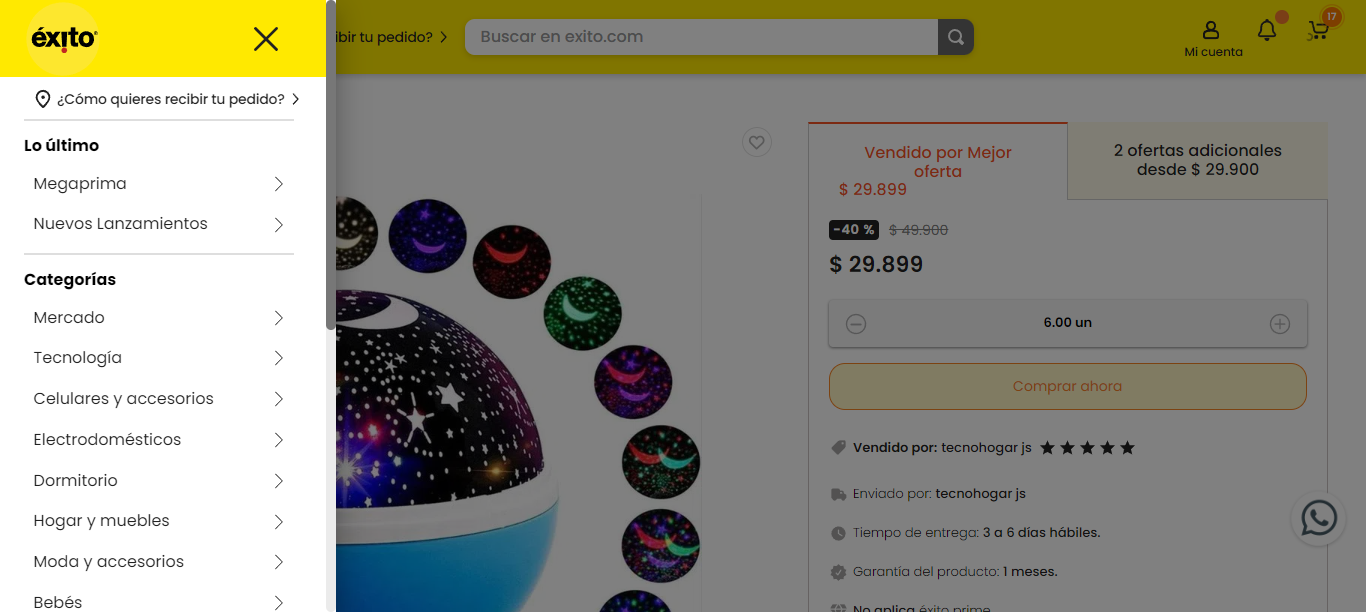 éxito
¿Cómo quieres recibir tu pedido?
Lo último
Megaprima
Nuevos Lanzamientos
Categorías
Mercado
Tecnología
Celulares y accesorios
Electrodomésticos
Dormitorio
Hogar y muebles
Moda y accesorios
Bebés
ibir tu pedido?
Buscar en exito.com
Mi cuenta
17
Vendido por Mejor
oferta
$ 29.899
2 ofertas adicionales
desde $ 29.900
-40 % $ 49.900
$ 29.899
6.00 un
Comprar ahora
Vendido por: tecnohogar js
Enviado por: tecnohogar js
Tiempo de entrega: 3 a 6 días hábiles.
Garantía del producto: 1 meses.
No aplica éxito prime